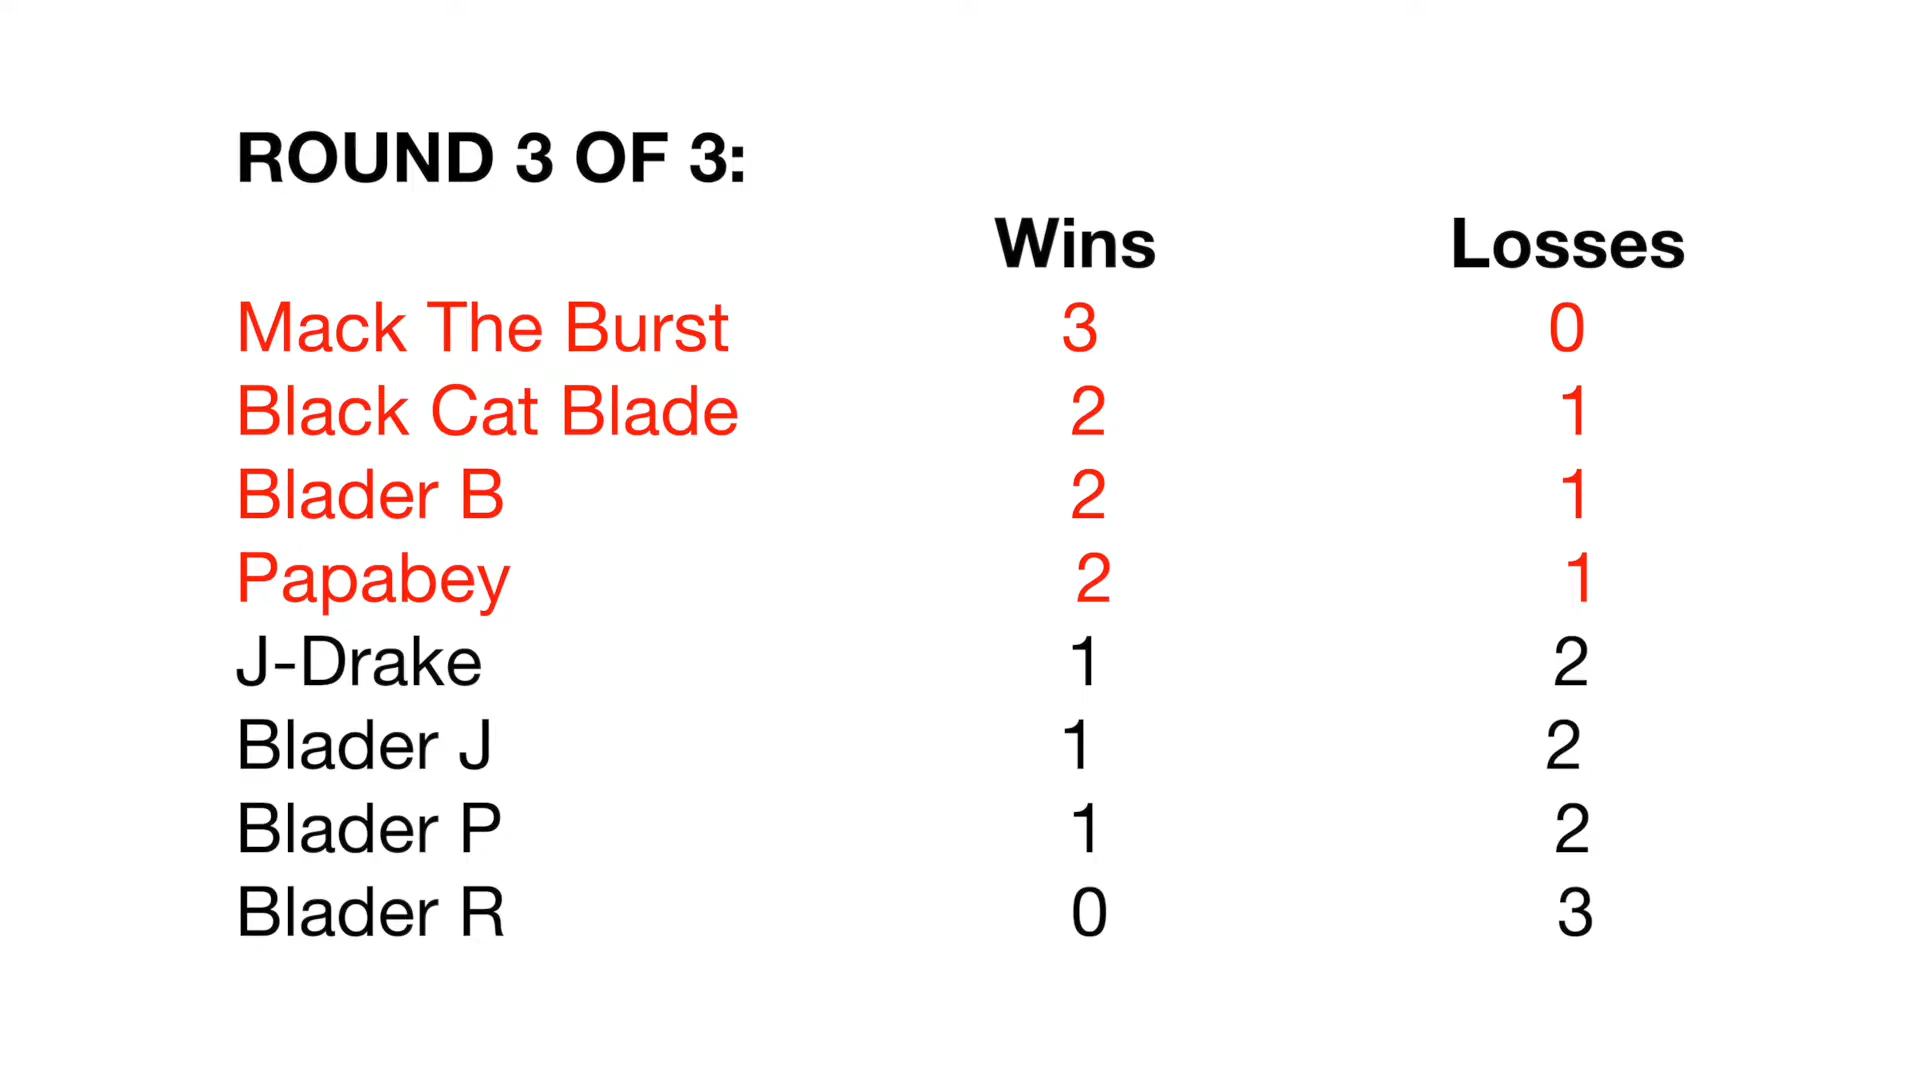 ROUND 3 OF 3:
Wins Losses
Mack The Burst 3 0
Black Cat Blade 2 1
Blader B 2 1
Papabey 2 1
J-Drake 1 2
Blader J 1 2
Blader P 1 2
Blader R 0 3